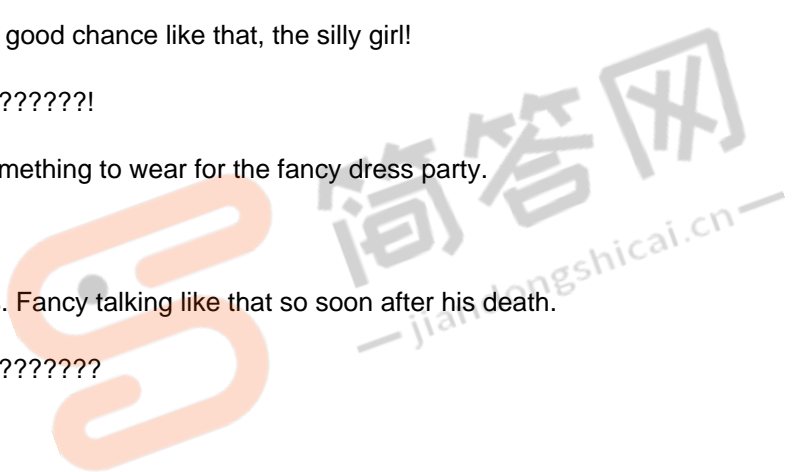 good chance like that, the silly girl!
??????!
mething to wear for the fancy dress party.
. Fancy talking like that so soon after his death.
???????
简答网
jiandongshicai.cn